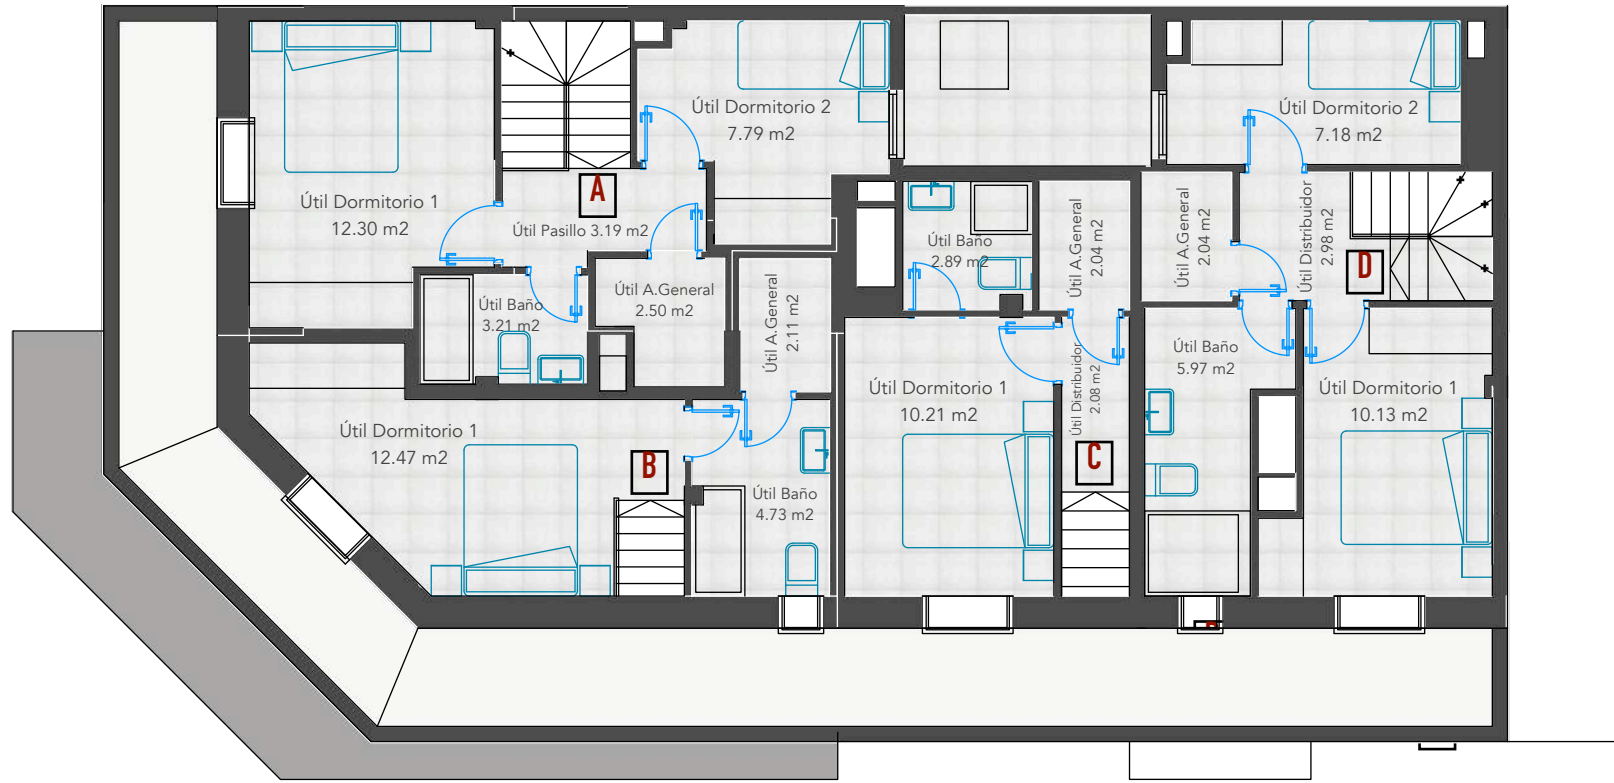 Útil Dormitorio 2
7.79 m2
Útil Dormitorio 2
7.18 m2
A
Útil Dormitorio 1
12.30 m2
Útil Pasillo 3.19 m2
Útil Baño
2.89 m2
Útil A.General
2.04 m2
Útil A.General
2.04 m2
Útil Distribuidor
2.98 m2
D
Útil Baño
3.21 m2
Útil A.General
2.50 m2
Útil A.General
2.11 m2
Útil Dormitorio 1
10.21 m2
Útil Distribuidor
2.08 m2
Útil Baño
5.97 m2
Útil Dormitorio 1
10.13 m2
Útil Dormitorio 1
12.47 m2
B
C
Útil Baño
4.73 m2